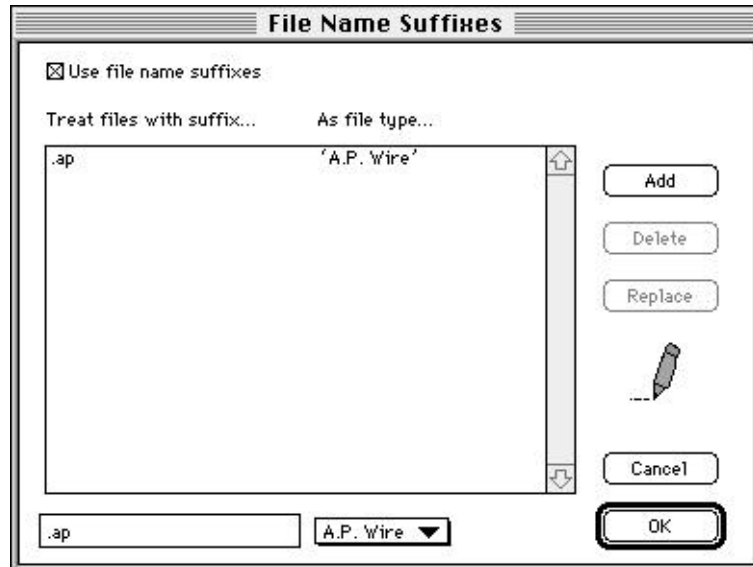 File Name Suffixes
Use file name suffixes
Treat files with suffix... As file type...
.ap 'A.P. Wire'
Add
Delete
Replace
Cancel
.ap A.P. Wire
OK